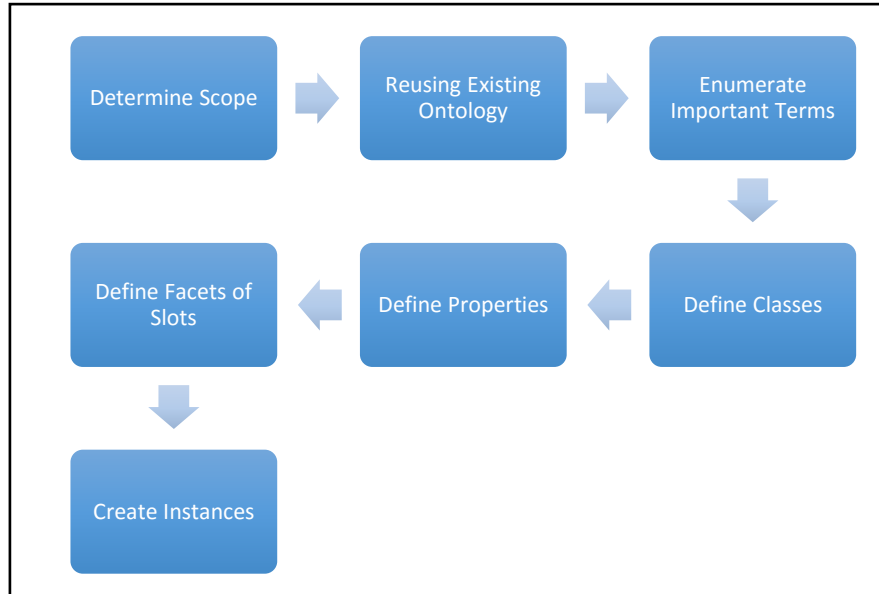 Determine Scope
Reusing Existing
Ontology
Enumerate
Important Terms
Define Classes
Define Properties
Define Facets of
Slots
Create Instances